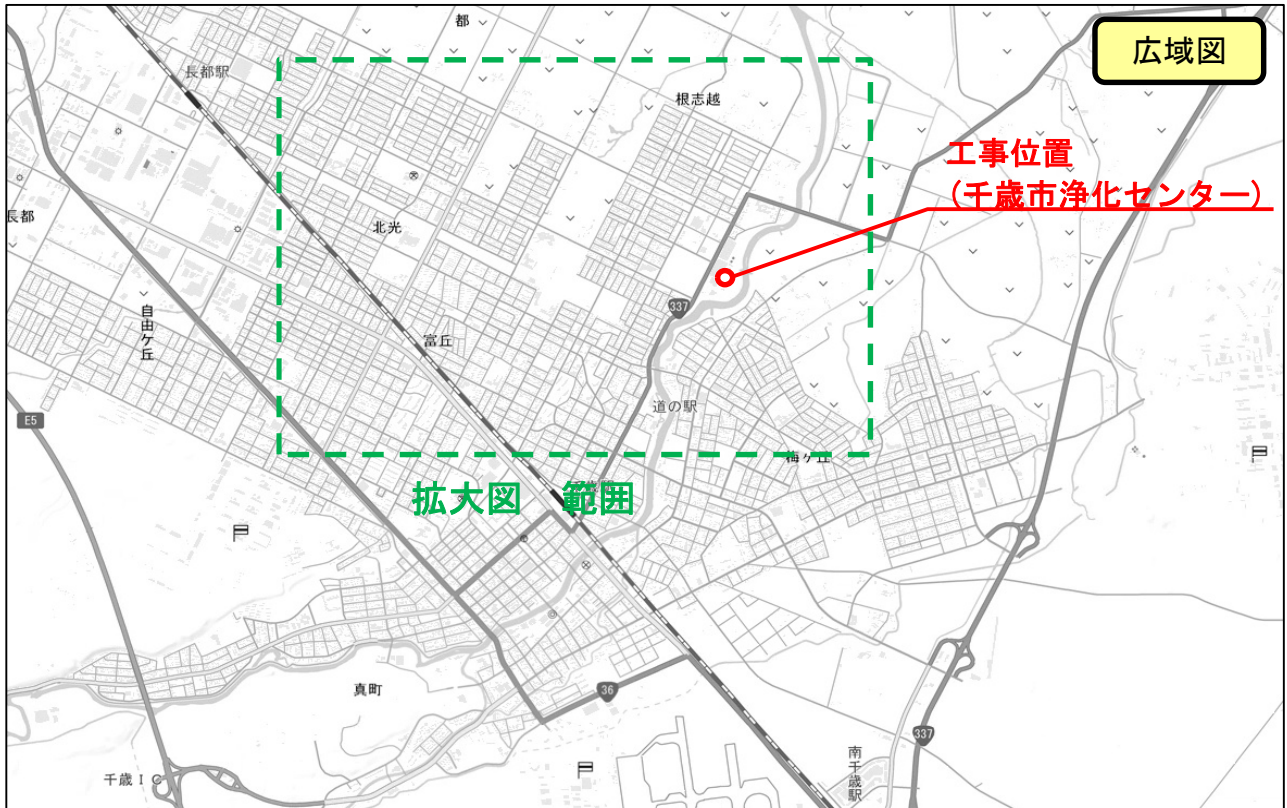 都
広域図
長都駅
根志越
工事位置
(千歳市浄化センター)
長都
北光
337
自由ケ丘
富丘
道の駅
E5
梅ケ丘
拡大図 範囲
真町
36
337
南千歳駅
千歳IC